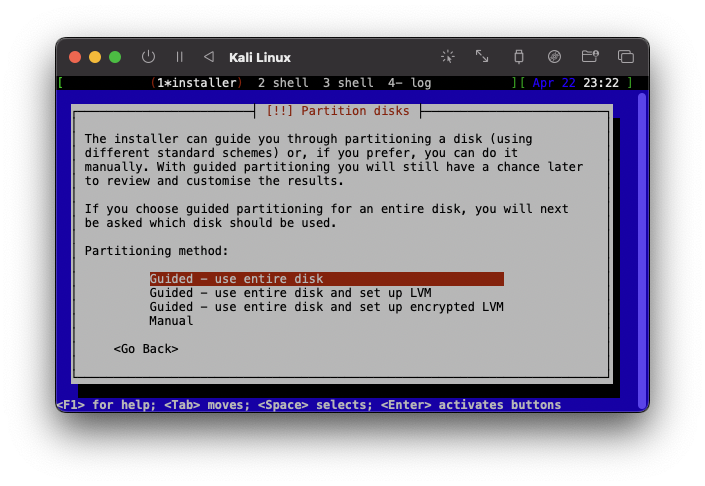 Kali Linux
[ (1*installer) 2 shell 3 shell 4- log ][ Apr 22 23:22 ]
[!!] Partition disks
The installer can guide you through partitioning a disk (using
different standard schemes) or, if you prefer, you can do it
manually. With guided partitioning you will still have a chance later
to review and customise the results.
If you choose guided partitioning for an entire disk, you will next
be asked which disk should be used.
Partitioning method:
Guided - use entire disk
Guided - use entire disk and set up LVM
Guided - use entire disk and set up encrypted LVM
Manual
<Go Back>
<F1> for help; <Tab> moves; <Space> selects; <Enter> activates buttons